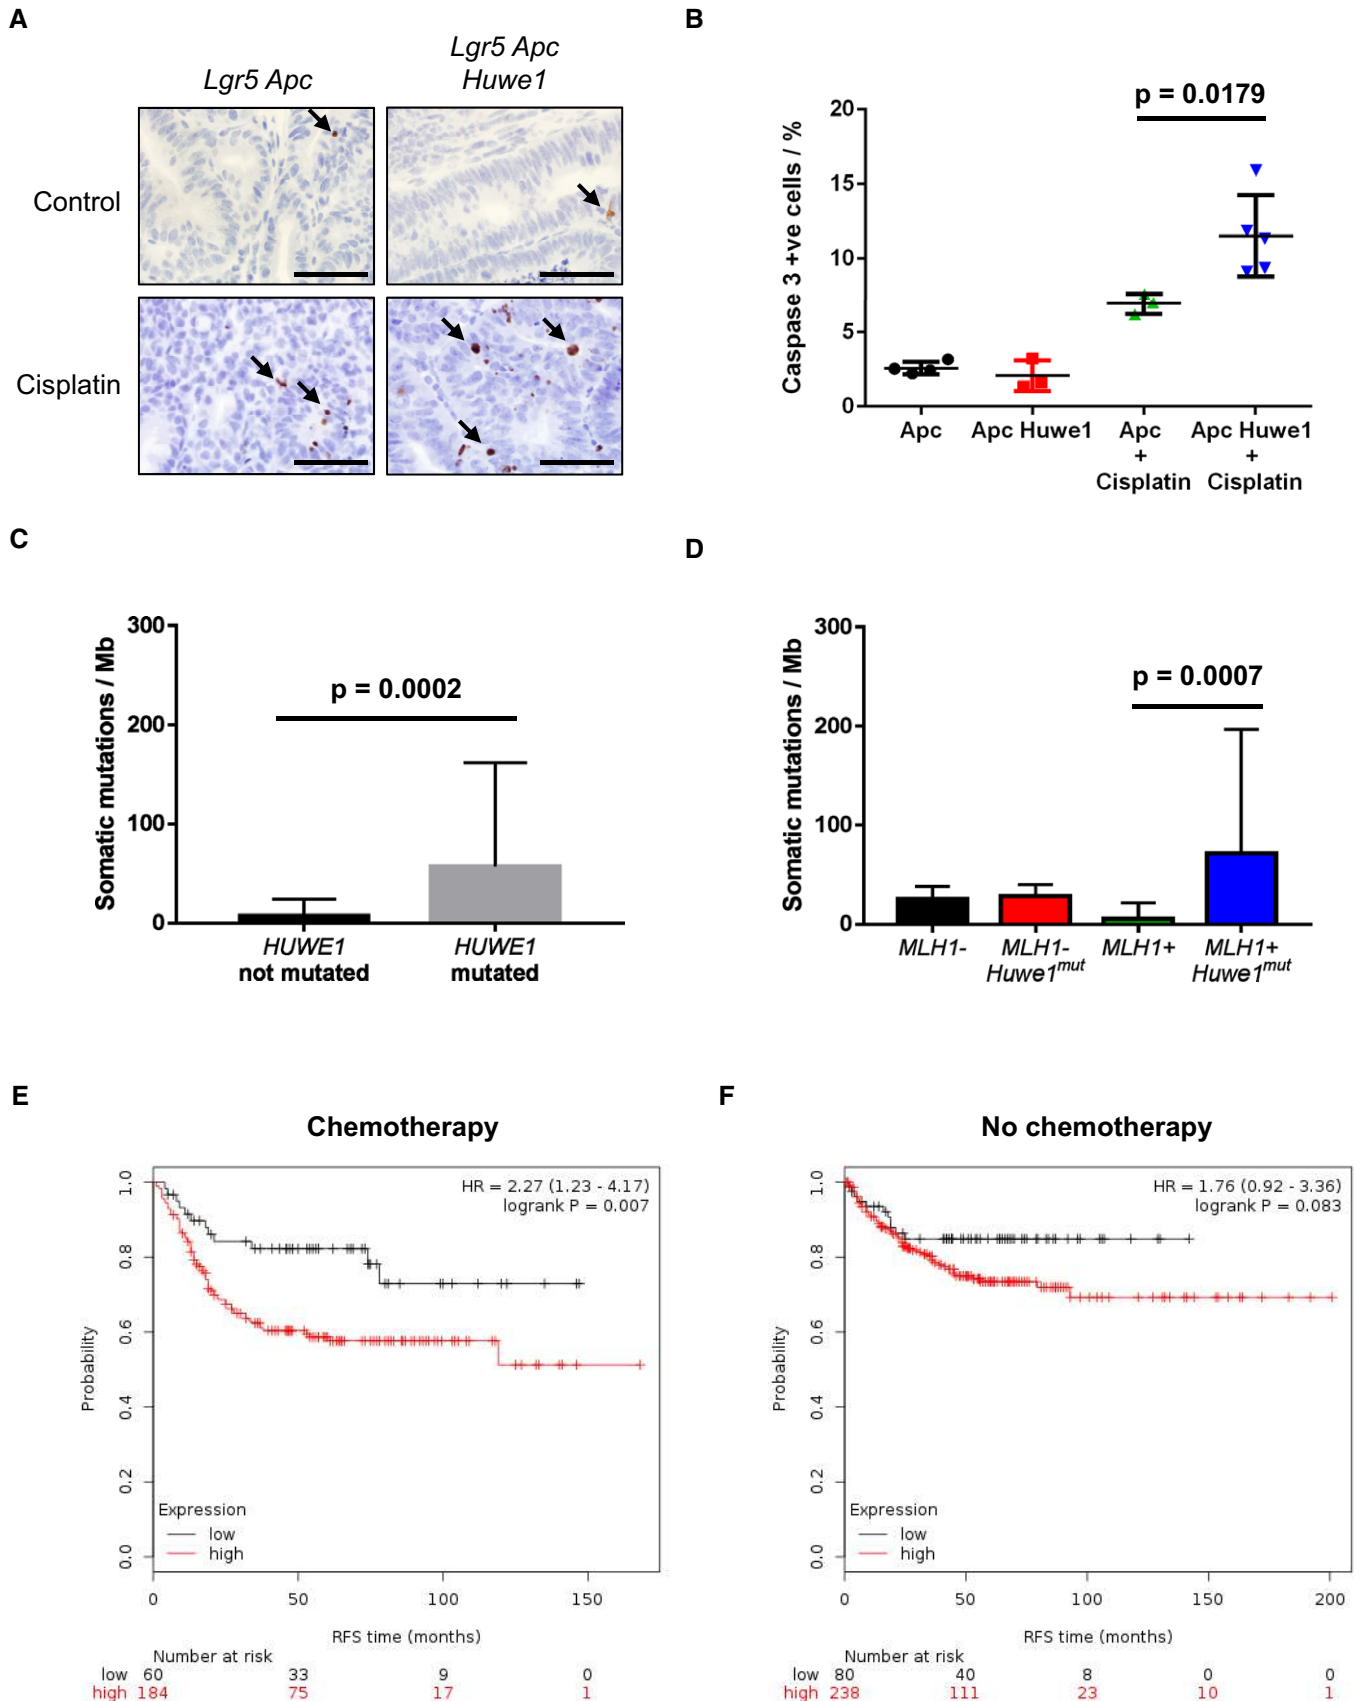 A
Lgr5 Apc
Lgr5 Apc
Huwe1
Control
Cisplatin
B
p = 0.0179
Caspase 3 +ve cells / %
20
15
10
5
0
Apc
Apc Huwe1
Apc
+
Cisplatin
Apc Huwe1
+
Cisplatin
C
Somatic mutations / Mb
300
200
100
0
p = 0.0002
HUWE1
not mutated
HUWE1
mutated
D
Somatic mutations / Mb
300
200
100
0
p = 0.0007
MLH1-
MLH1-
Huwe1mut
MLH1+
MLH1+
Huwe1mut
E
Chemotherapy
HR = 2.27 (1.23 - 4.17)
logrank P = 0.007
Probability
1.0
0.8
0.6
0.4
0.2
0.0
Expression
low
high
0 50 100 150
RFS time (months)
Number at risk
low 60 33 9 0
high 184 75 17 1
F
No chemotherapy
HR = 1.76 (0.92 - 3.36)
logrank P = 0.083
Probability
1.0
0.8
0.6
0.4
0.2
0.0
Expression
low
high
0 50 100 150 200
RFS time (months)
Number at risk
low 80 40 8 0 0
high 238 111 23 10 1